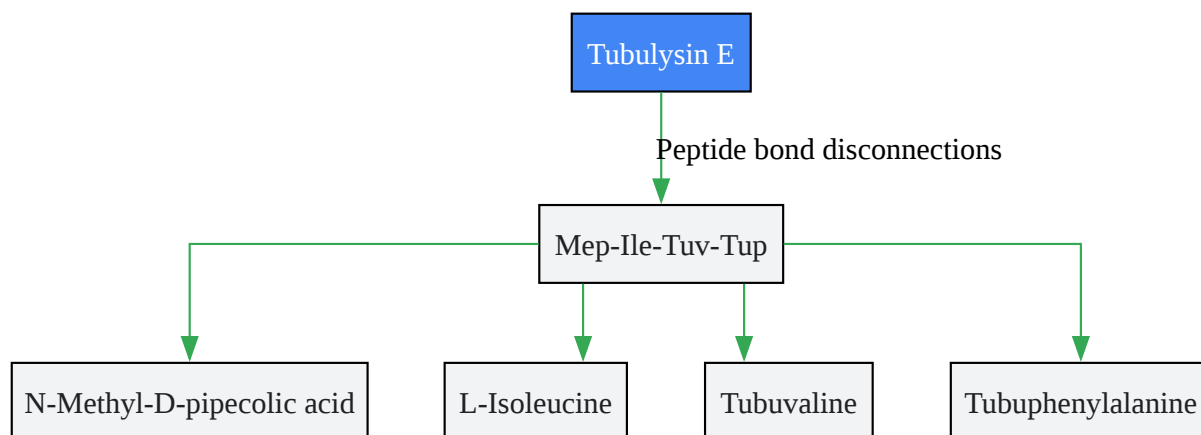 Tubulysin E
Peptide bond disconnections
Mep-Ile-Tuv-Tup
N-Methyl-D-pipecolic acid
L-Isoleucine
Tubuvaline
Tubuphenylalanine